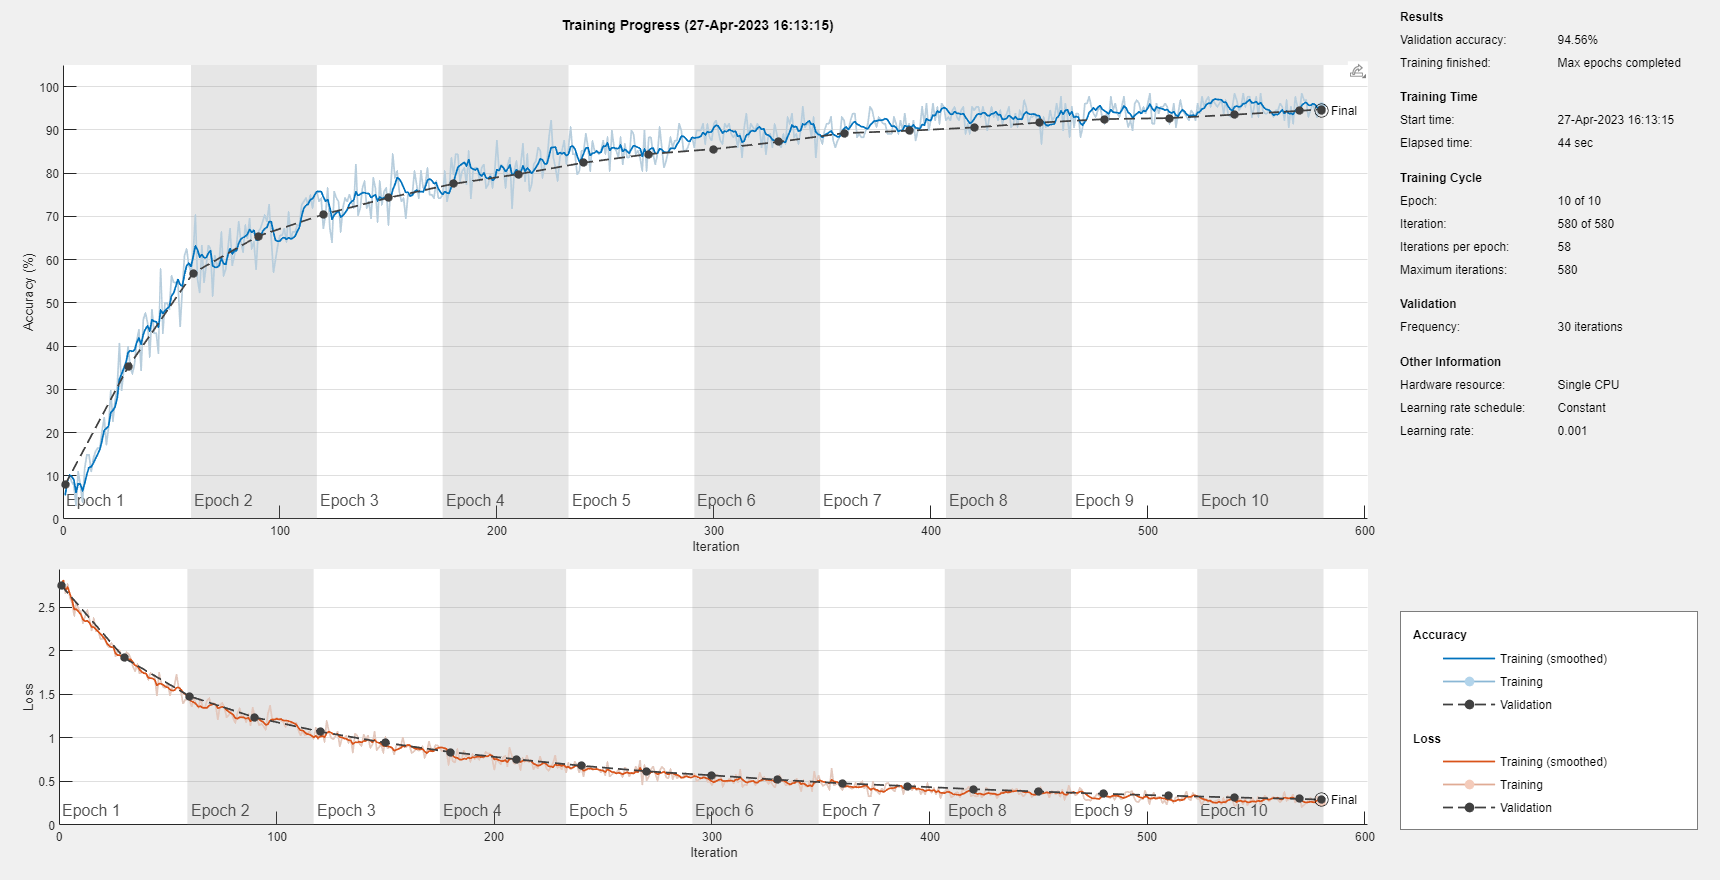 Training Progress (27-Apr-2023 16:13:15)
Accuracy (%)
100
90
80
70
60
50
40
30
20
10
0
Final
Epoch 1 Epoch 2 Epoch 3 Epoch 4 Epoch 5 Epoch 6 Epoch 7 Epoch 8 Epoch 9 Epoch 10
0 100 200 300 400 500 600
Iteration
Loss
2.5
2
1.5
1
0.5
0
Final
Epoch 1 Epoch 2 Epoch 3 Epoch 4 Epoch 5 Epoch 6 Epoch 7 Epoch 8 Epoch 9 Epoch 10
0 100 200 300 400 500 600
Iteration
Results
Validation accuracy: 94.56%
Training finished: Max epochs completed
Training Time
Start time: 27-Apr-2023 16:13:15
Elapsed time: 44 sec
Training Cycle
Epoch: 10 of 10
Iteration: 580 of 580
Iterations per epoch: 58
Maximum iterations: 580
Validation
Frequency: 30 iterations
Other Information
Hardware resource: Single CPU
Learning rate schedule: Constant
Learning rate: 0.001
Accuracy
Training (smoothed)
Training
Validation
Loss
Training (smoothed)
Training
Validation